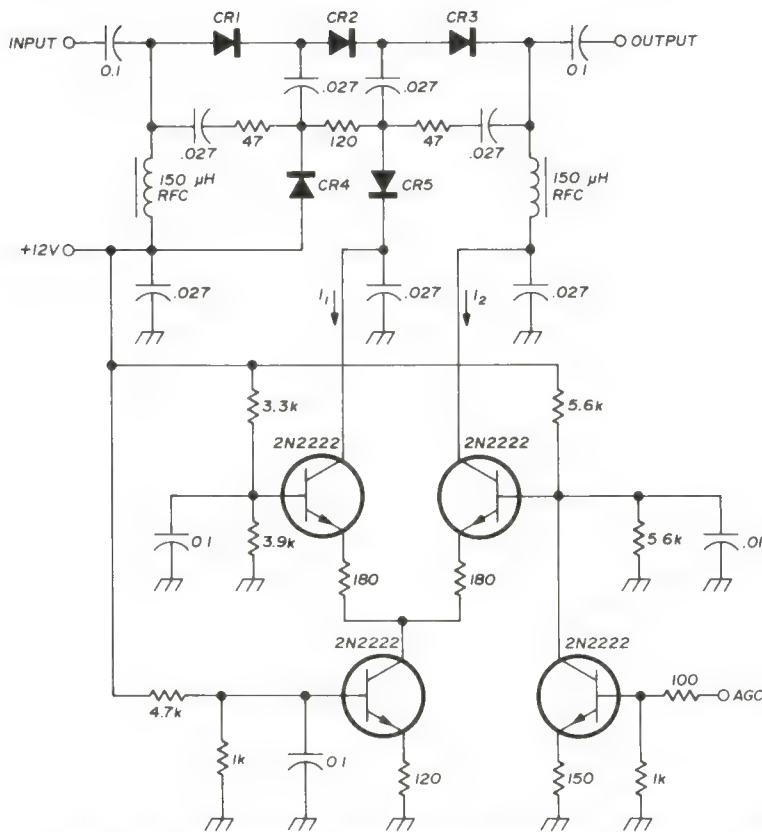 CR1 CR2 CR3
INPUT 0.1 OUTPUT
0.1
.027 .027
.027 47 120 47 .027
150 µH RFC CR4 CR5 150 µH RFC
+12V
.027 I1 .027 I2 .027
3.3k 5.6k
2N2222 2N2222
0.1 3.9k 5.6k .01
180 180
2N2222 2N2222
4.7k 100 AGC
1k 0.1 120 150 1k